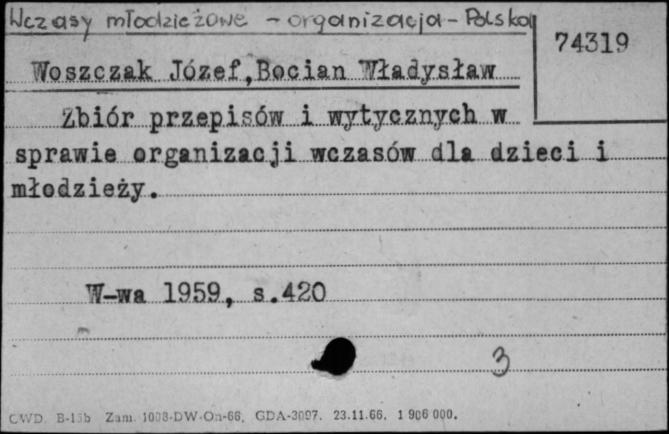 Wczasy młodzieżowe - organizacja - Polska
74319
Woszczak Józef, Bocian Władysław
Zbiór przepisów i wytycznych w
sprawie organizacji wczasów dla dzieci i
młodzieży.
W-wa 1959, s.420
3
CWD. B-15b Zam. 1008-DW-On-66. GDA-3097. 23.11.66. 1 906 000.